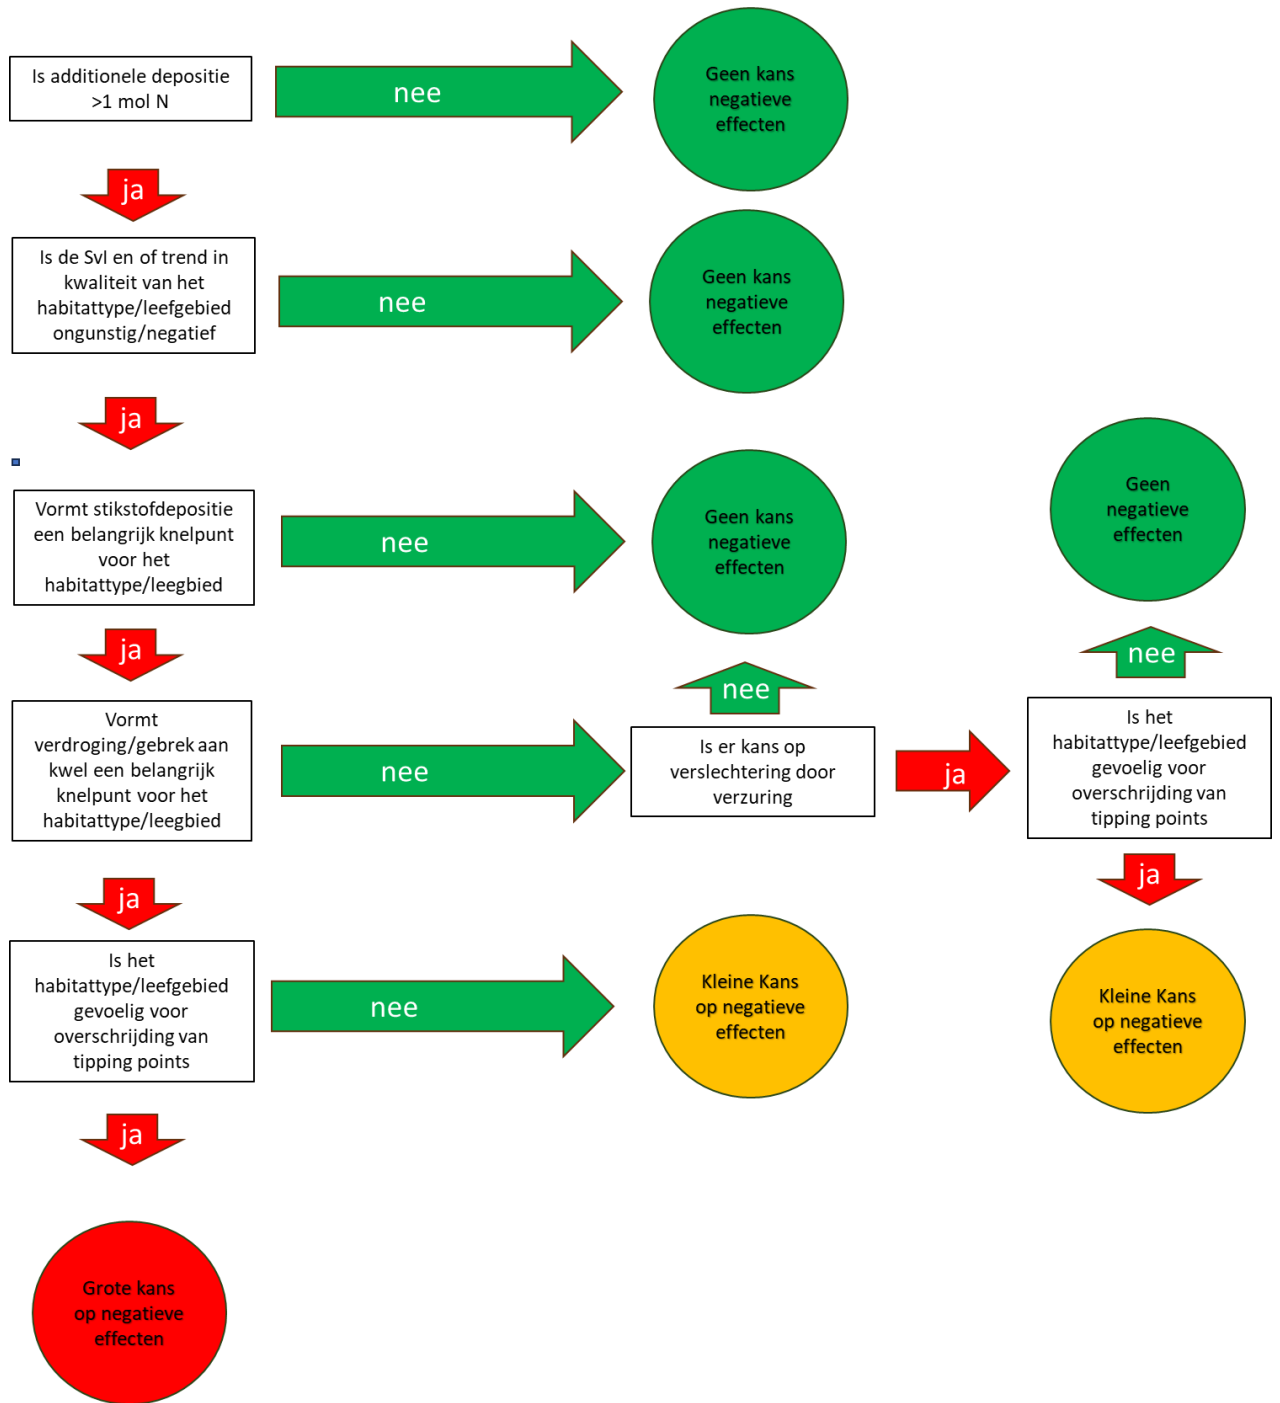 Is additionele depositie
>1 mol N
nee
Geen kans
negatieve
effecten
ja
Is de SvI en of trend in
kwaliteit van het
habitattype/leefgebied
ongunstig/negatief
nee
Geen kans
negatieve
effecten
ja
Vormt stikstofdepositie
een belangrijk knelpunt
voor het
habitattype/leegbied
nee
Geen kans
negatieve
effecten
Geen
negatieve
effecten
ja
nee
nee
Vormt
verdroging/gebrek aan
kwel een belangrijk
knelpunt voor het
habitattype/leegbied
nee
Is er kans op
verslechtering door
verzuring
ja
Is het
habitattype/leefgebied
gevoelig voor
overschrijding van
tipping points
ja
ja
Is het
habitattype/leefgebied
gevoelig voor
overschrijding van
tipping points
nee
Kleine Kans
op negatieve
effecten
Kleine Kans
op negatieve
effecten
ja
Grote kans
op negatieve
effecten